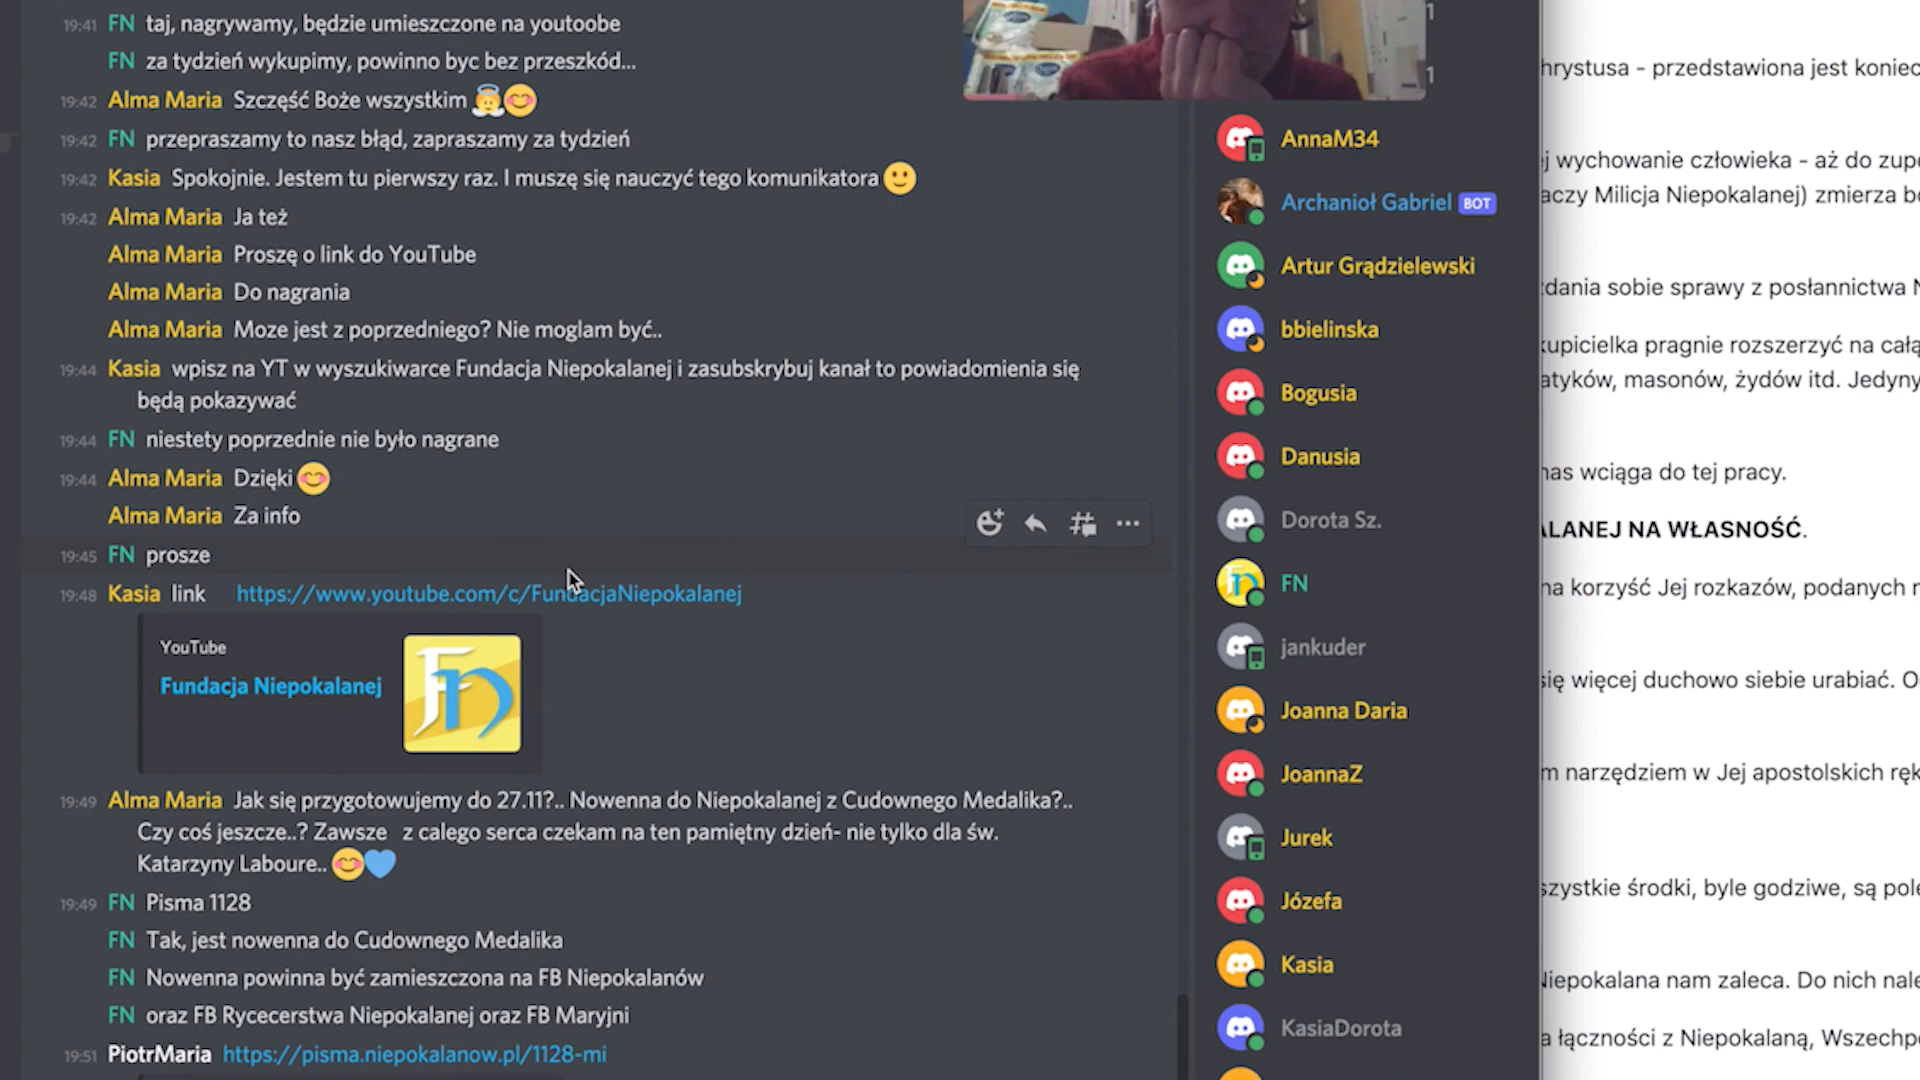 19:41 FN taj, nagrywamy, będzie umieszczone na youtoobe
FN za tydzień wykupimy, powinno byc bez przeszkód...
19:42 Alma Maria Szczęść Boże wszystkim
19:42 FN przepraszamy to nasz błąd, zapraszamy za tydzień
19:42 Kasia Spokojnie. Jestem tu pierwszy raz. I muszę się nauczyć tego komunikatora
19:42 Alma Maria Ja też
Alma Maria Proszę o link do YouTube
Alma Maria Do nagrania
Alma Maria Moze jest z poprzedniego? Nie moglam być..
19:44 Kasia wpisz na YT w wyszukiwarce Fundacja Niepokalanej i zasubskrybuj kanał to powiadomienia się
będą pokazywać
19:44 FN niestety poprzednie nie było nagrane
19:44 Alma Maria Dzięki
Alma Maria Za info
19:45 FN prosze
19:48 Kasia link https://www.youtube.com/c/FundacjaNiepokalanej
YouTube
Fundacja Niepokalanej
Fn
19:49 Alma Maria Jak się przygotowujemy do 27.11?.. Nowenna do Niepokalanej z Cudownego Medalika?..
Czy coś jeszcze..? Zawsze z calego serca czekam na ten pamiętny dzień- nie tylko dla św.
Katarzyny Laboure..
19:49 FN Pisma 1128
FN Tak, jest nowenna do Cudownego Medalika
FN Nowenna powinna być zamieszczona na FB Niepokalanów
FN oraz FB Rycecerstwa Niepokalanej oraz FB Maryjni
19:51 PiotrMaria https://pisma.niepokalanow.pl/1128-mi
1
1
AnnaM34
Archanioł Gabriel BOT
Artur Grądzielewski
bbielinska
Bogusia
Danusia
Dorota Sz.
FN
jankuder
Joanna Daria
JoannaZ
Jurek
Józefa
Kasia
KasiaDorota
hrystusa - przedstawiona jest koniec
j wychowanie człowieka - aż do zupe
aczy Milicja Niepokalanej) zmierza b
dania sobie sprawy z posłannictwa N
kupicielka pragnie rozszerzyć na całą
atyków, masonów, żydów itd. Jedyny
nas wciąga do tej pracy.
ALANEJ NA WŁASNOŚĆ.
na korzyść Jej rozkazów, podanych
się więcej duchowo siebie urabiać. O
m narzędziem w Jej apostolskich ręk
szystkie środki, byle godziwe, są pole
Niepokalana nam zaleca. Do nich nale
a łączności z Niepokalaną, Wszechp